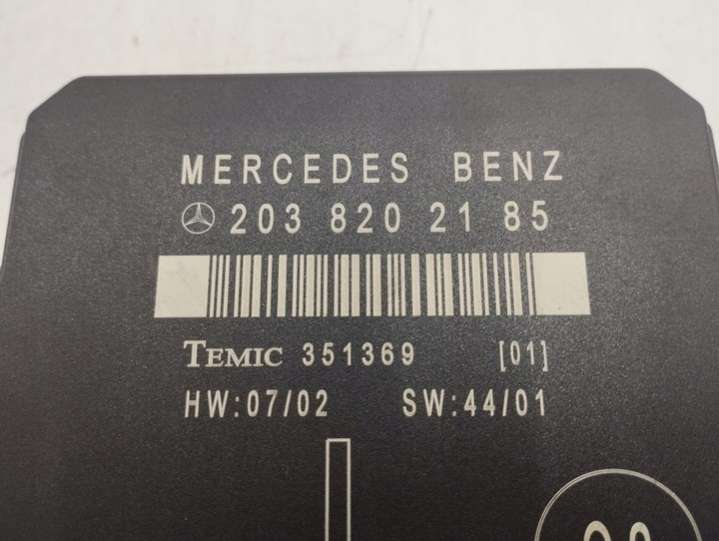 MERCEDES BENZ
203 820 21 85
TEMIC 351369 [01]
HW:07/02 SW:44/01